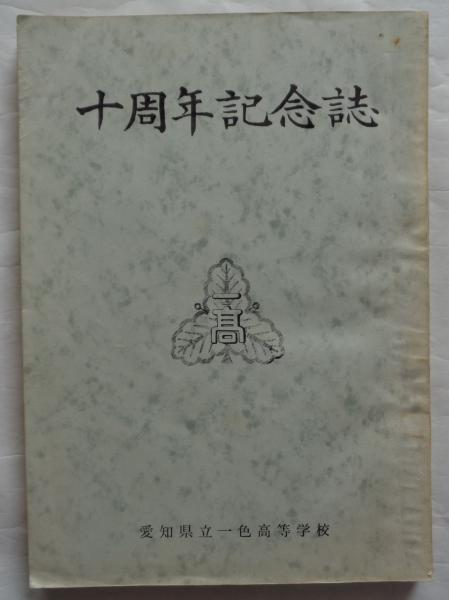 十周年記念誌
一高
愛知県立一色高等学校